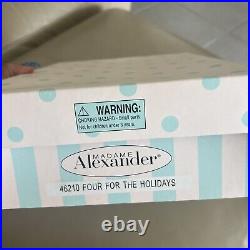 WARNING:
CHOKING HAZARD - Small parts.
Not for children under 3 years.
MADAME
Alexander®
46210 FOUR FOR THE HOLIDAYS